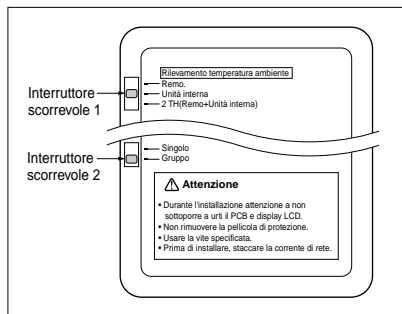 Rilevamento temperatura ambiente
Remo.
Interruttore
scorrevole 1
Unità interna
2 TH(Remo+Unità interna)
Singolo
Interruttore
scorrevole 2
Gruppo
Attenzione
• Durante l'installazione attenzione a non
sottoporre a urti il PCB e display LCD.
• Non rimuovere la pellicola di protezione.
• Usare la vite specificata.
• Prima di installare, staccare la corrente di rete.